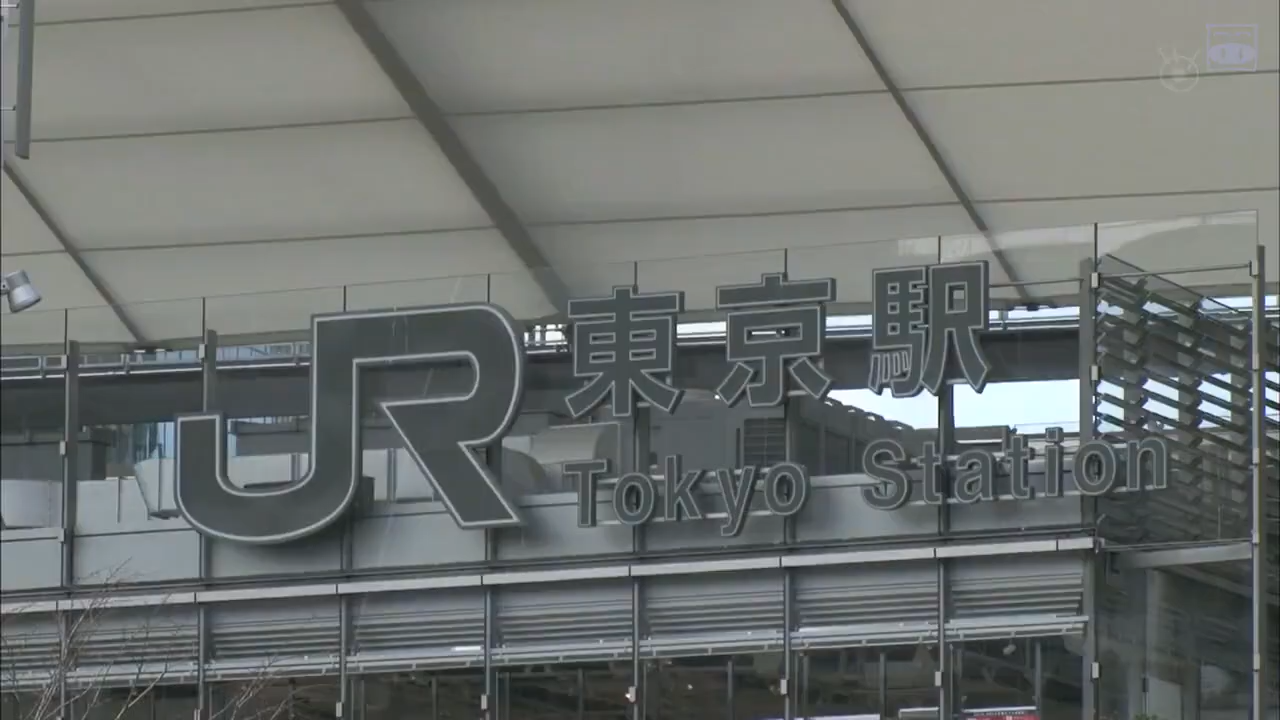 JR 東京駅
Tokyo Station